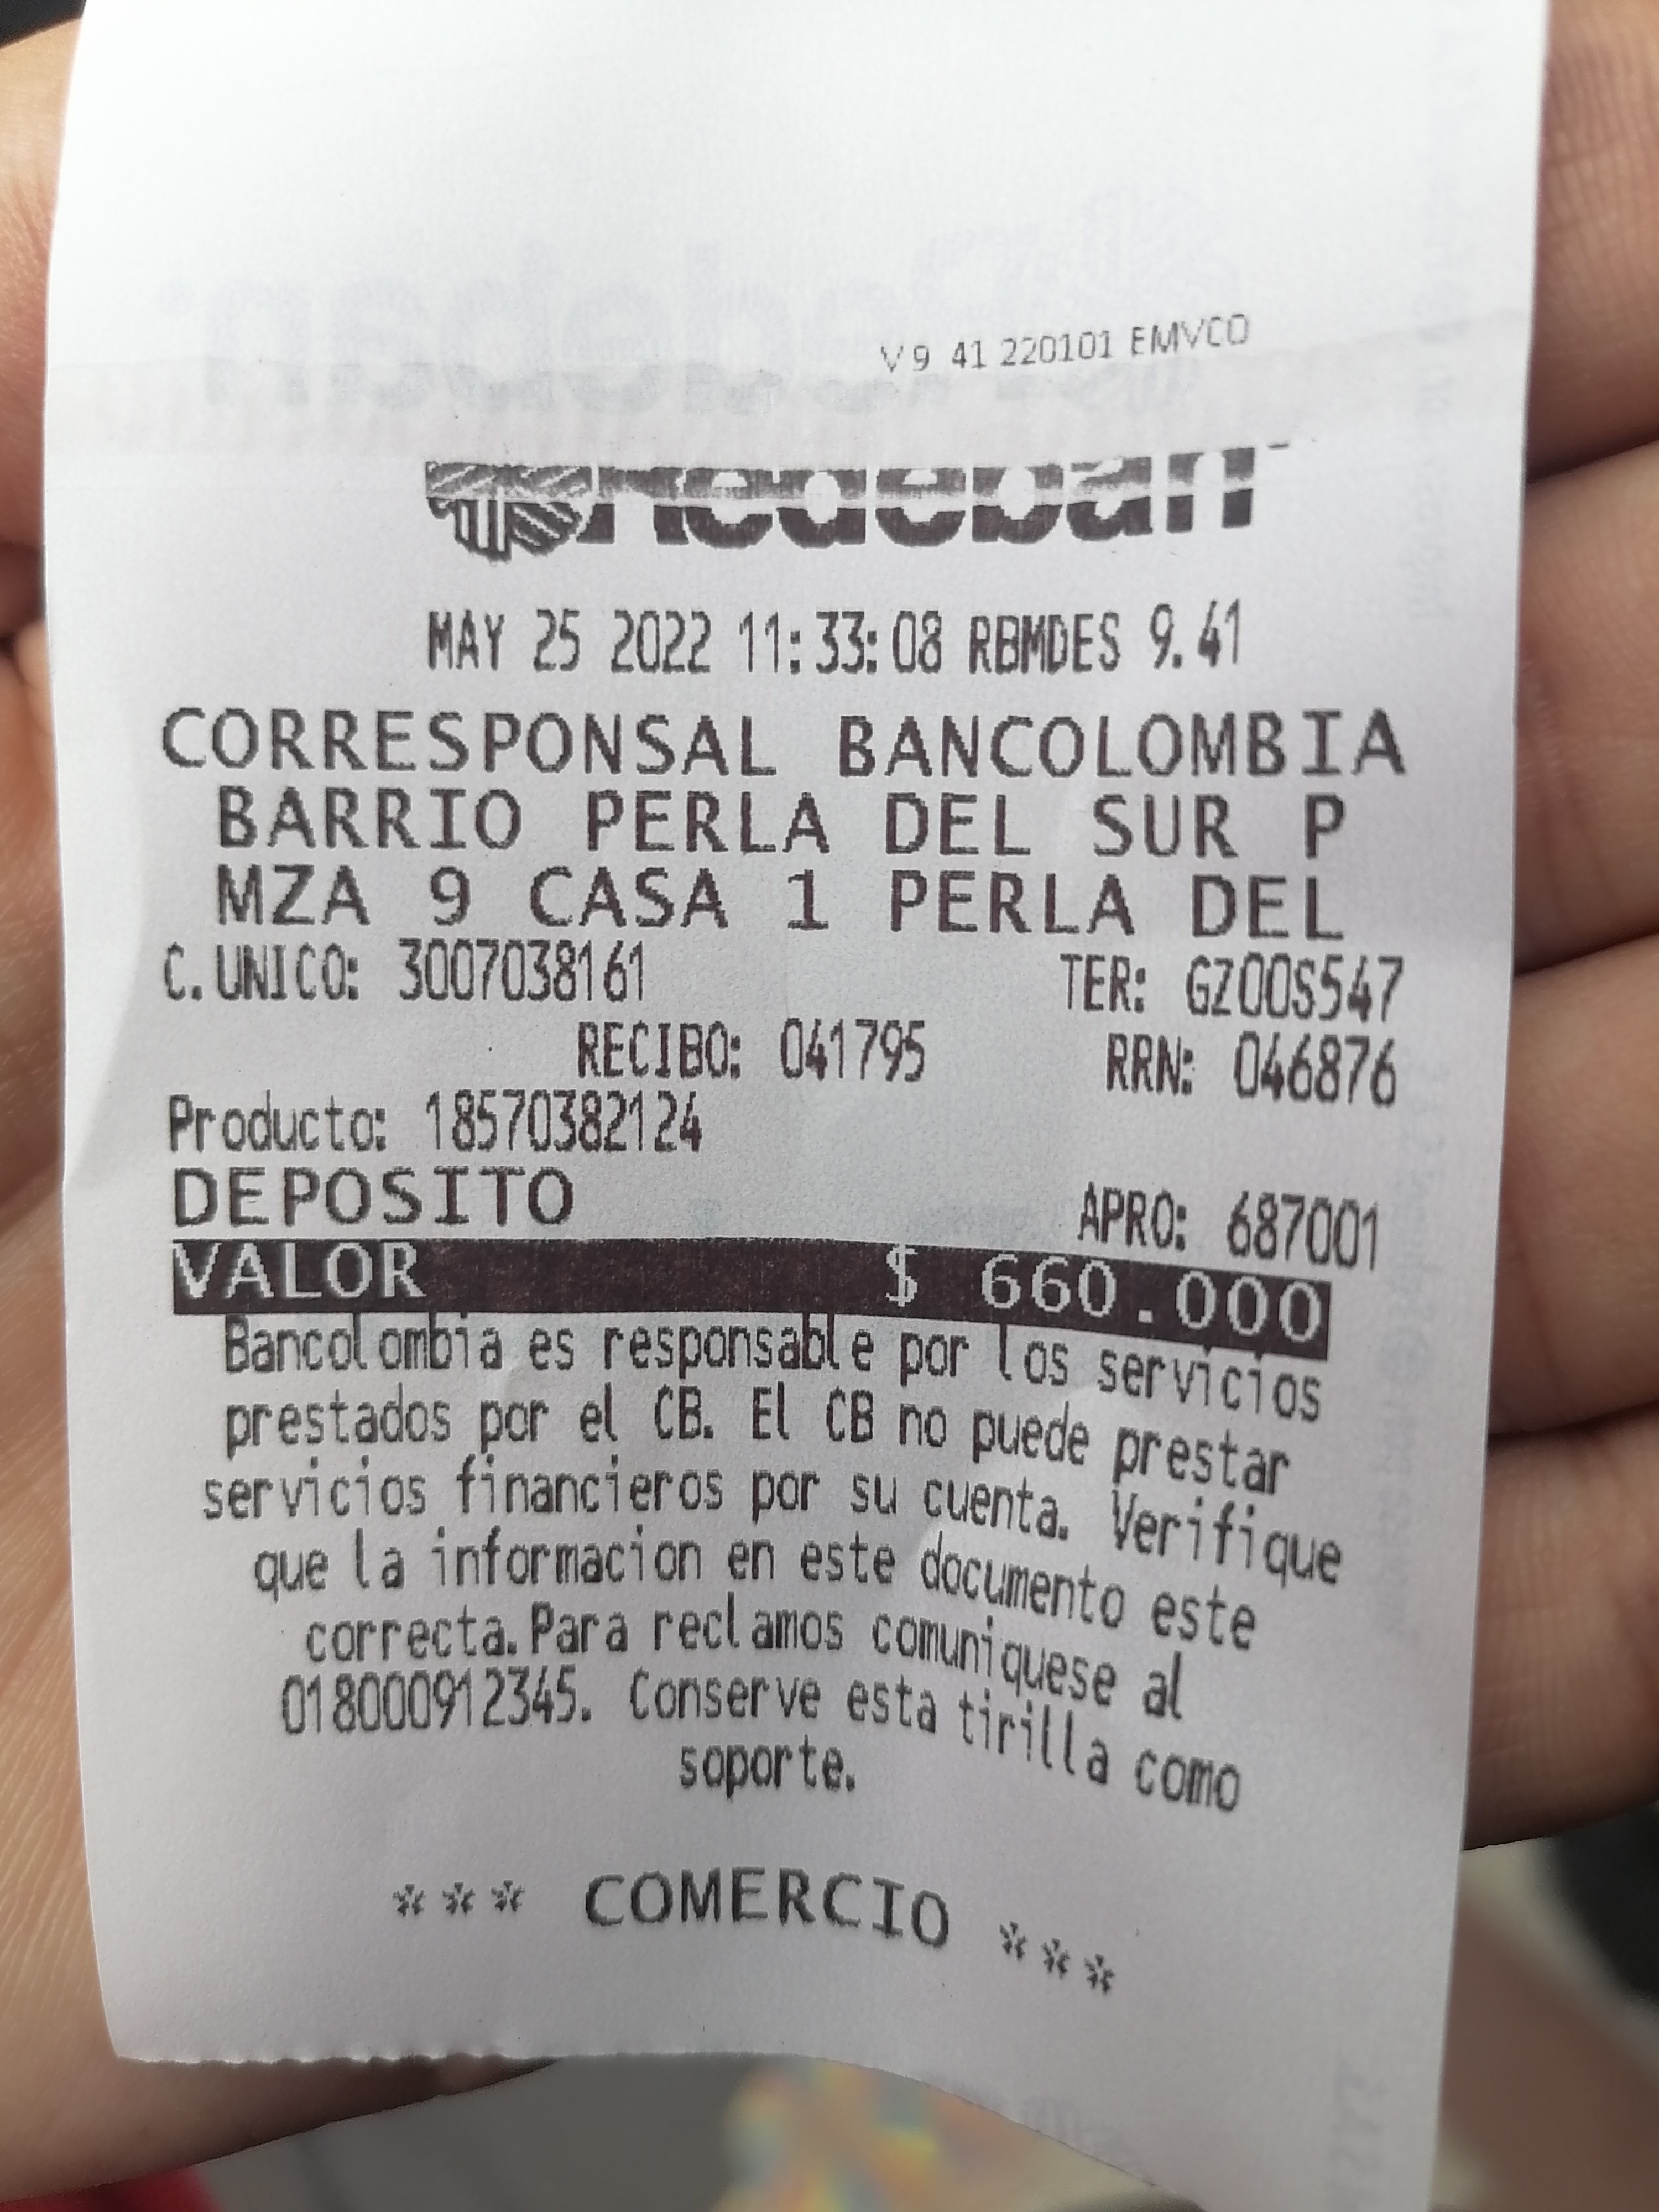 V 9 41 220101 EMVCO
Redeban
MAY 25 2022 11:33:08 RBMDES 9.41
CORRESPONSAL BANCOLOMBIA
BARRIO PERLA DEL SUR P
MZA 9 CASA 1 PERLA DEL
C.UNICO: 3007038161 TER: GZ00S547
RECIBO: 041795 RRN: 046876
Producto: 18570382124
DEPOSITO APRO: 687001
VALOR $ 660.000
Bancolombia es responsable por los servicios
prestados por el CB. El CB no puede prestar
servicios financieros por su cuenta. Verifique
que la informacion en este documento este
correcta.Para reclamos comuniquese al
018000912345. Conserve esta tirilla como
soporte.
*** COMERCIO ***